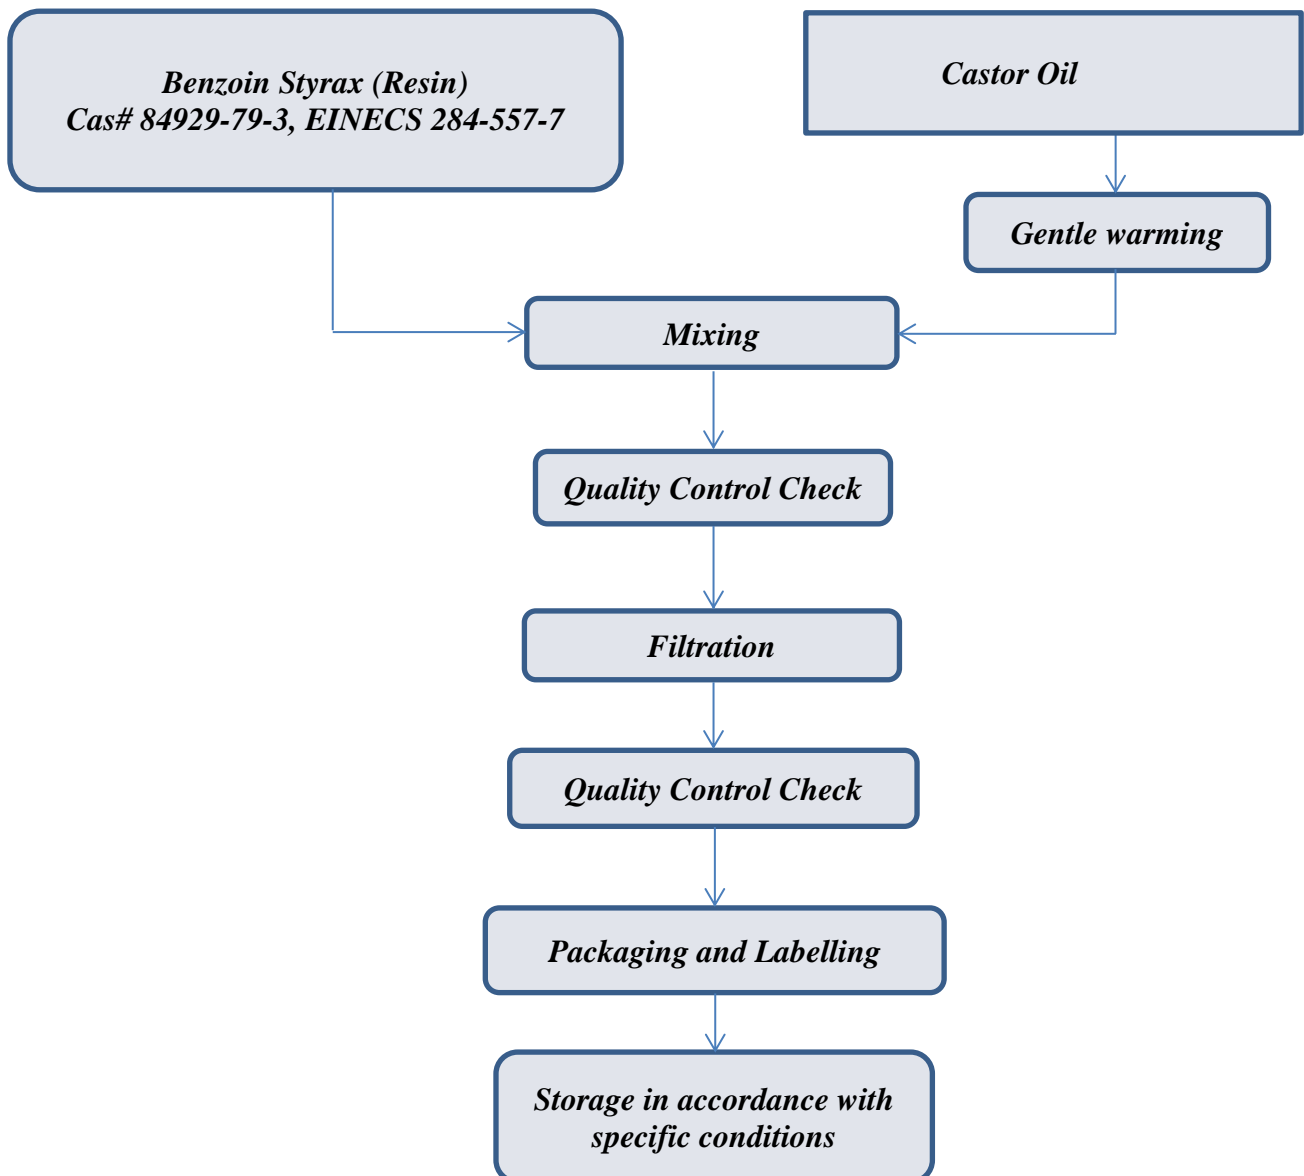 Benzoin Styrax (Resin)
Cas# 84929-79-3, EINECS 284-557-7
Castor Oil
Gentle warming
Mixing
Quality Control Check
Filtration
Quality Control Check
Packaging and Labelling
Storage in accordance with
specific conditions